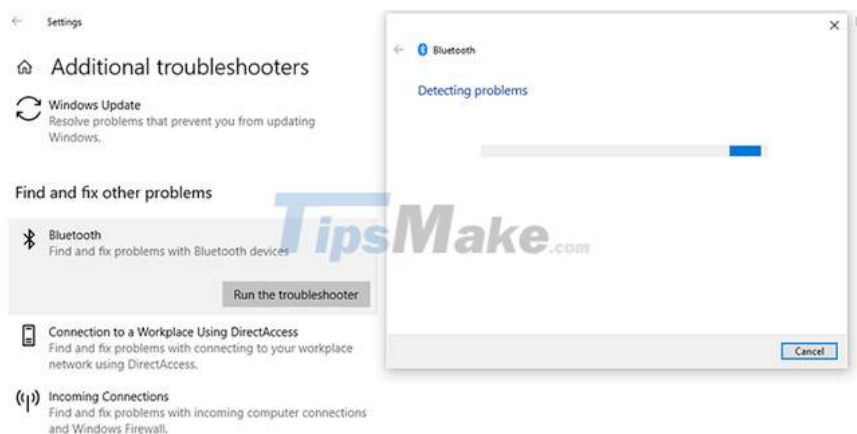 Settings
Additional troubleshooters
Windows Update
Resolve problems that prevent you from updating
Windows.
Find and fix other problems
Bluetooth
Find and fix problems with Bluetooth devices
Run the troubleshooter
Connection to a Workplace Using DirectAccess
Find and fix problems with connecting to your workplace
network using DirectAccess.
Incoming Connections
Find and fix problems with incoming computer connections
and Windows Firewall.
Bluetooth
Detecting problems
Cancel
TipsMake.com